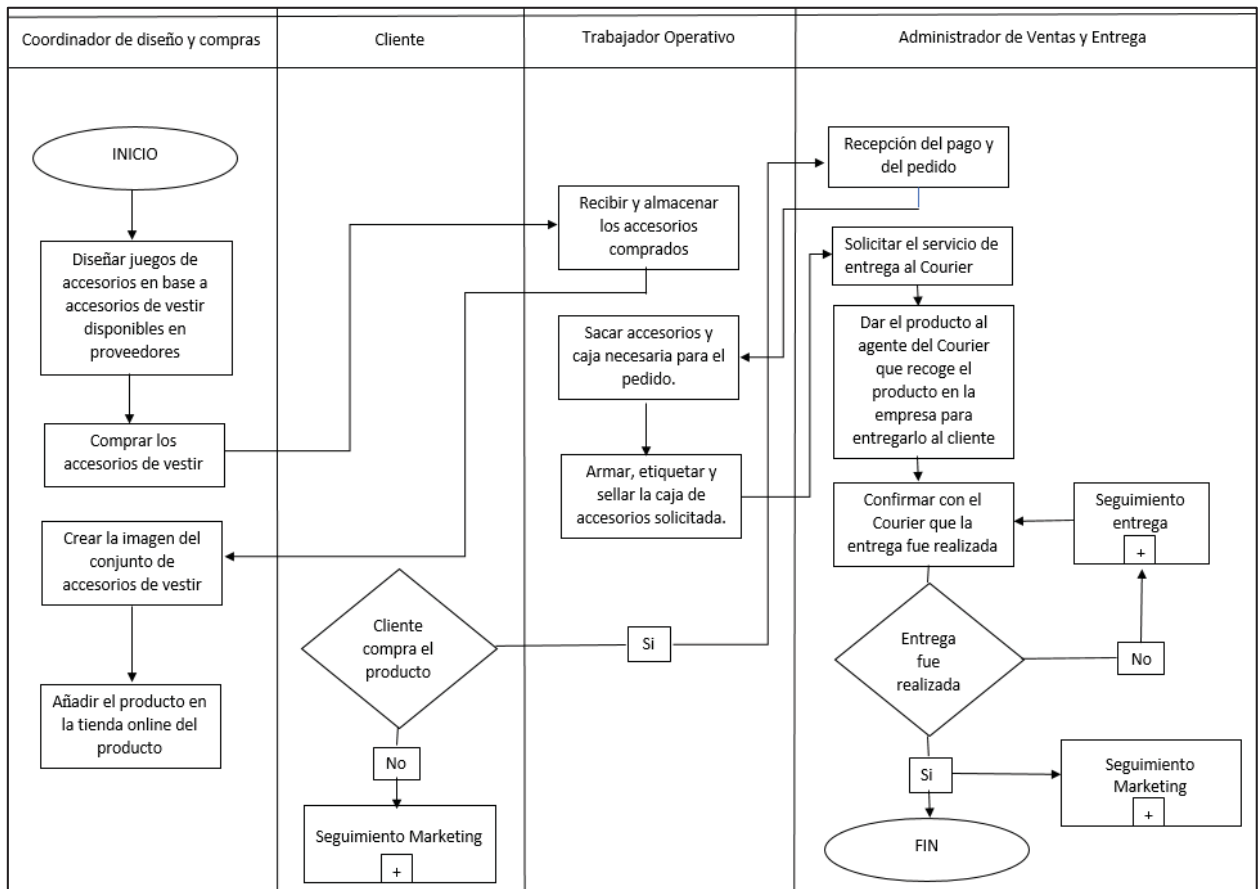 Coordinador de diseño y compras
Cliente
Trabajador Operativo
Administrador de Ventas y Entrega
INICIO
Diseñar juegos de
accesorios en base a
accesorios de vestir
disponibles en
proveedores
Comprar los
accesorios de vestir
Crear la imagen del
conjunto de
accesorios de vestir
Añadir el producto en
la tienda online del
producto
Cliente
compra el
producto
No
Seguimiento Marketing
+
Recibir y almacenar
los accesorios
comprados
Sacar accesorios y
caja necesaria para el
pedido.
Armar, etiquetar y
sellar la caja de
accesorios solicitada.
Si
Recepción del pago y
del pedido
Solicitar el servicio de
entrega al Courier
Dar el producto al
agente del Courier
que recoge el
producto en la
empresa para
entregarlo al cliente
Confirmar con el
Courier que la
entrega fue realizada
Seguimiento
entrega
+
Entrega
fue
realizada
No
Si
Seguimiento
Marketing
+
FIN